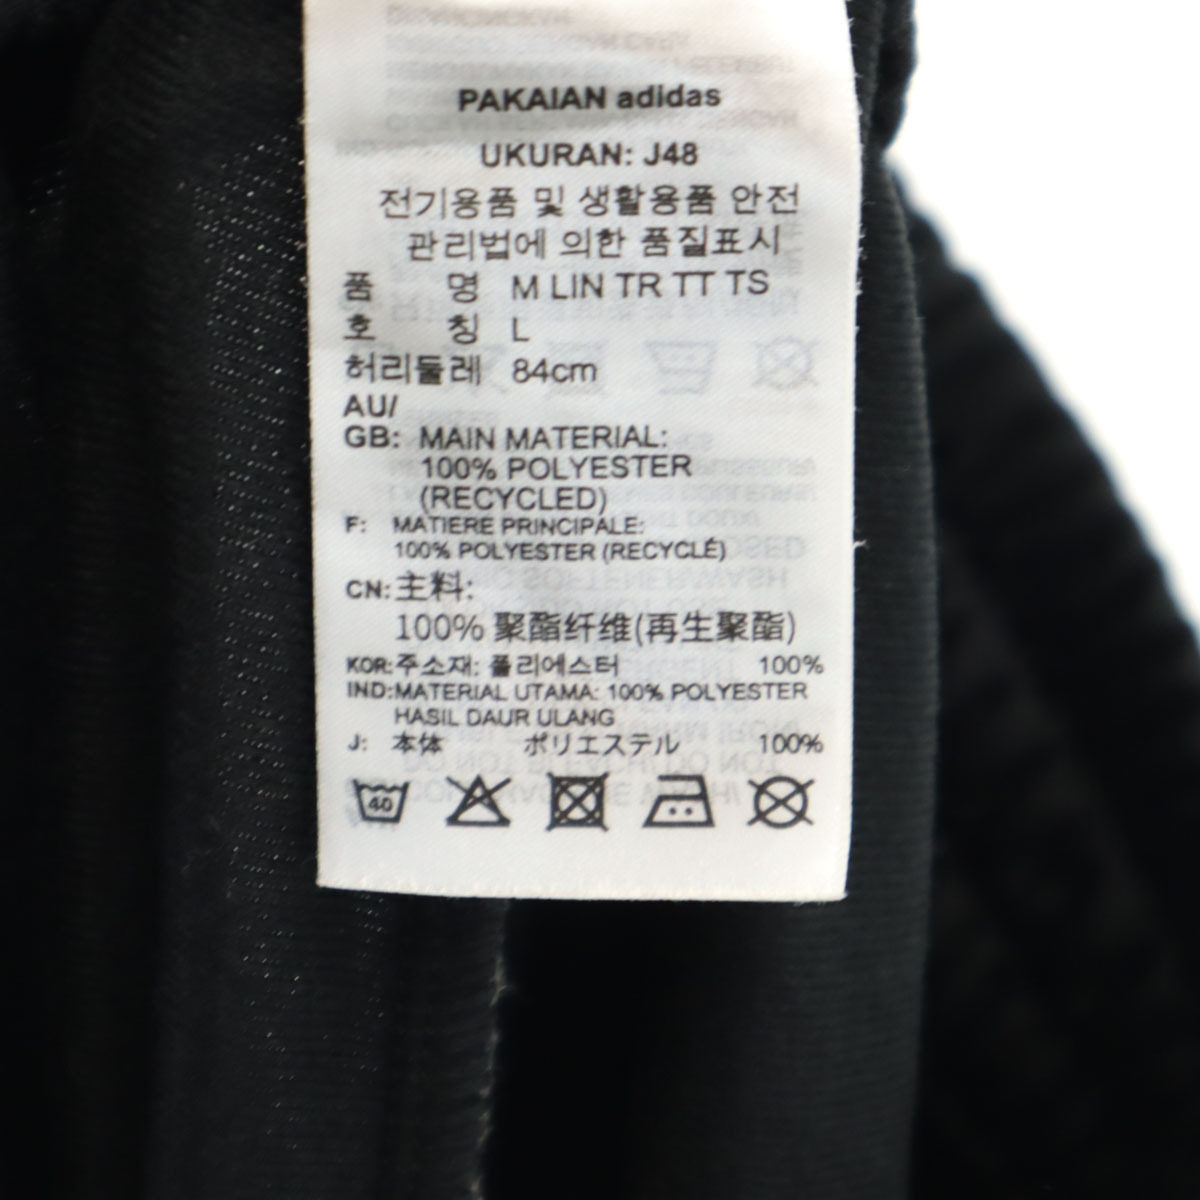 PAKAIAN adidas
UKURAN: J48
전기용품 및 생활용품 안전
관리법에 의한 품질표시
품 명 M LIN TR TT TS
호 칭 L
허리둘레 84cm
AU/
GB: MAIN MATERIAL:
100% POLYESTER
(RECYCLED)
F: MATIERE PRINCIPALE:
100% POLYESTER (RECYCLÉ)
CN: 主料:
100% 聚酯纤维(再生聚酯)
KOR: 주소재: 폴리에스터 100%
IND: MATERIAL UTAMA: 100% POLYESTER
HASIL DAUR ULANG
J: 本体 ポリエステル 100%
40